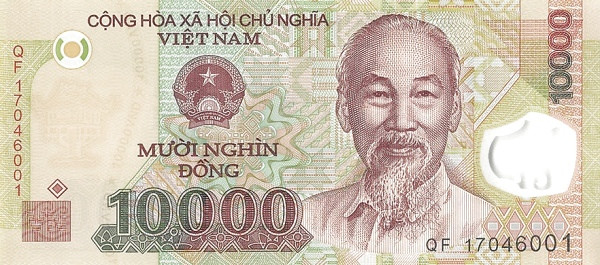 CỘNG HÒA XÃ HỘI CHỦ NGHĨA
VIỆT NAM
QF 17046001
10000
VIỆT NAM
MƯỜI NGHÌN
ĐỒNG
10000
QF 17046001